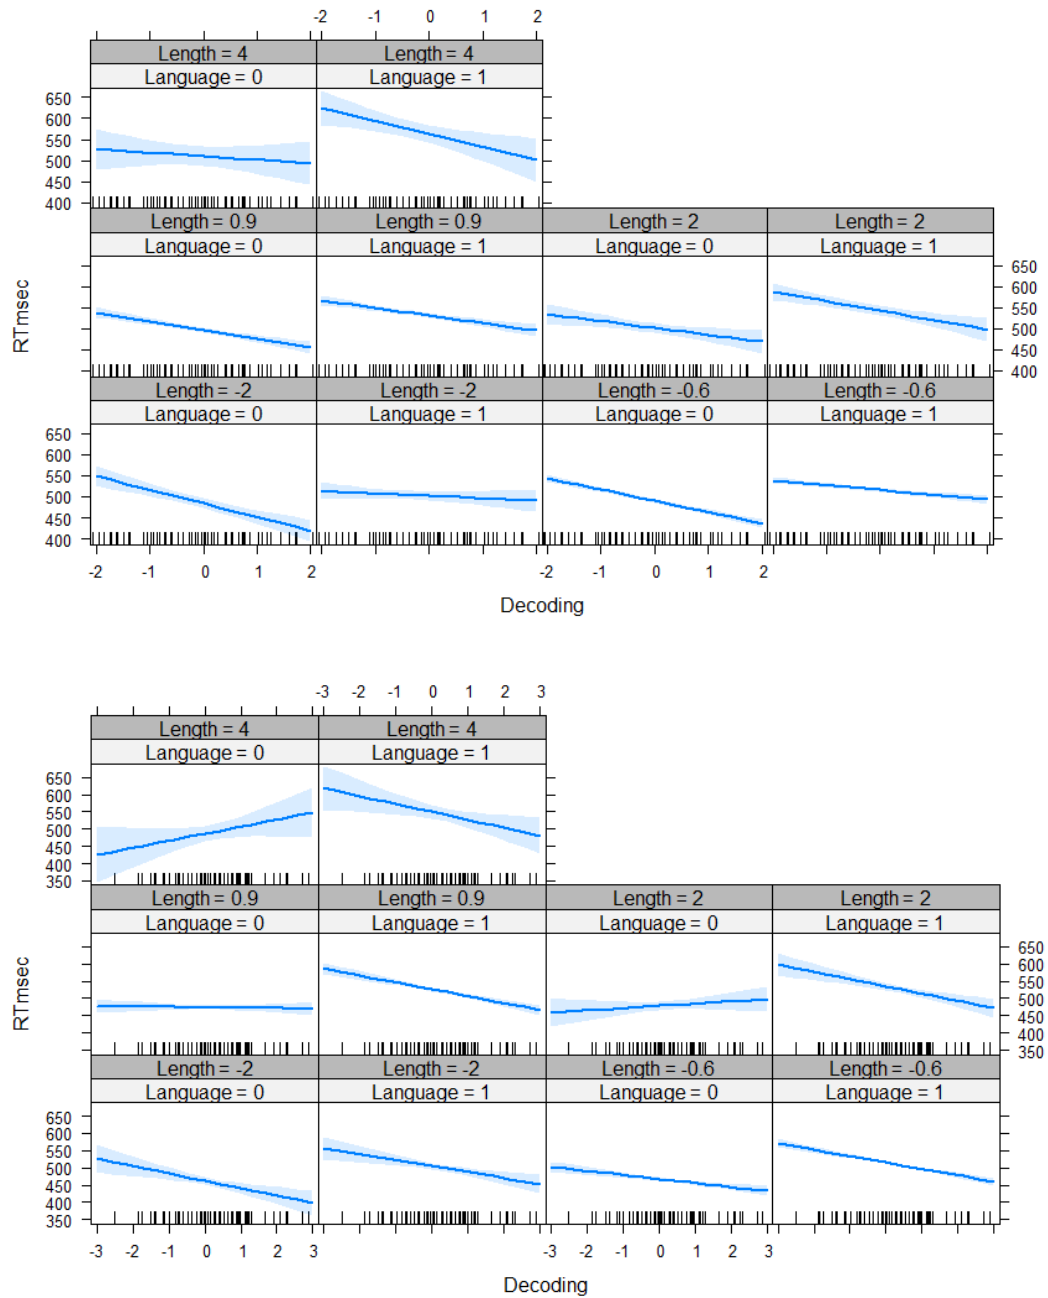 -2 -1 0 1 2
Length = 4 Length = 4
Language = 0 Language = 1
650
600
550
500
450
400
Length = 0.9 Length = 0.9 Length = 2 Length = 2
Language = 0 Language = 1 Language = 0 Language = 1
RTmsec
650
600
550
500
450
400
Length = -2 Length = -2 Length = -0.6 Length = -0.6
Language = 0 Language = 1 Language = 0 Language = 1
650
600
550
500
450
400
-2 -1 0 1 2 -2 -1 0 1 2
Decoding
-3 -2 -1 0 1 2 3
Length = 4 Length = 4
Language = 0 Language = 1
650
600
550
500
450
400
350
Length = 0.9 Length = 0.9 Length = 2 Length = 2
Language = 0 Language = 1 Language = 0 Language = 1
RTmsec
650
600
550
500
450
400
350
Length = -2 Length = -2 Length = -0.6 Length = -0.6
Language = 0 Language = 1 Language = 0 Language = 1
650
600
550
500
450
400
350
-3 -2 -1 0 1 2 3 -3 -2 -1 0 1 2 3
Decoding